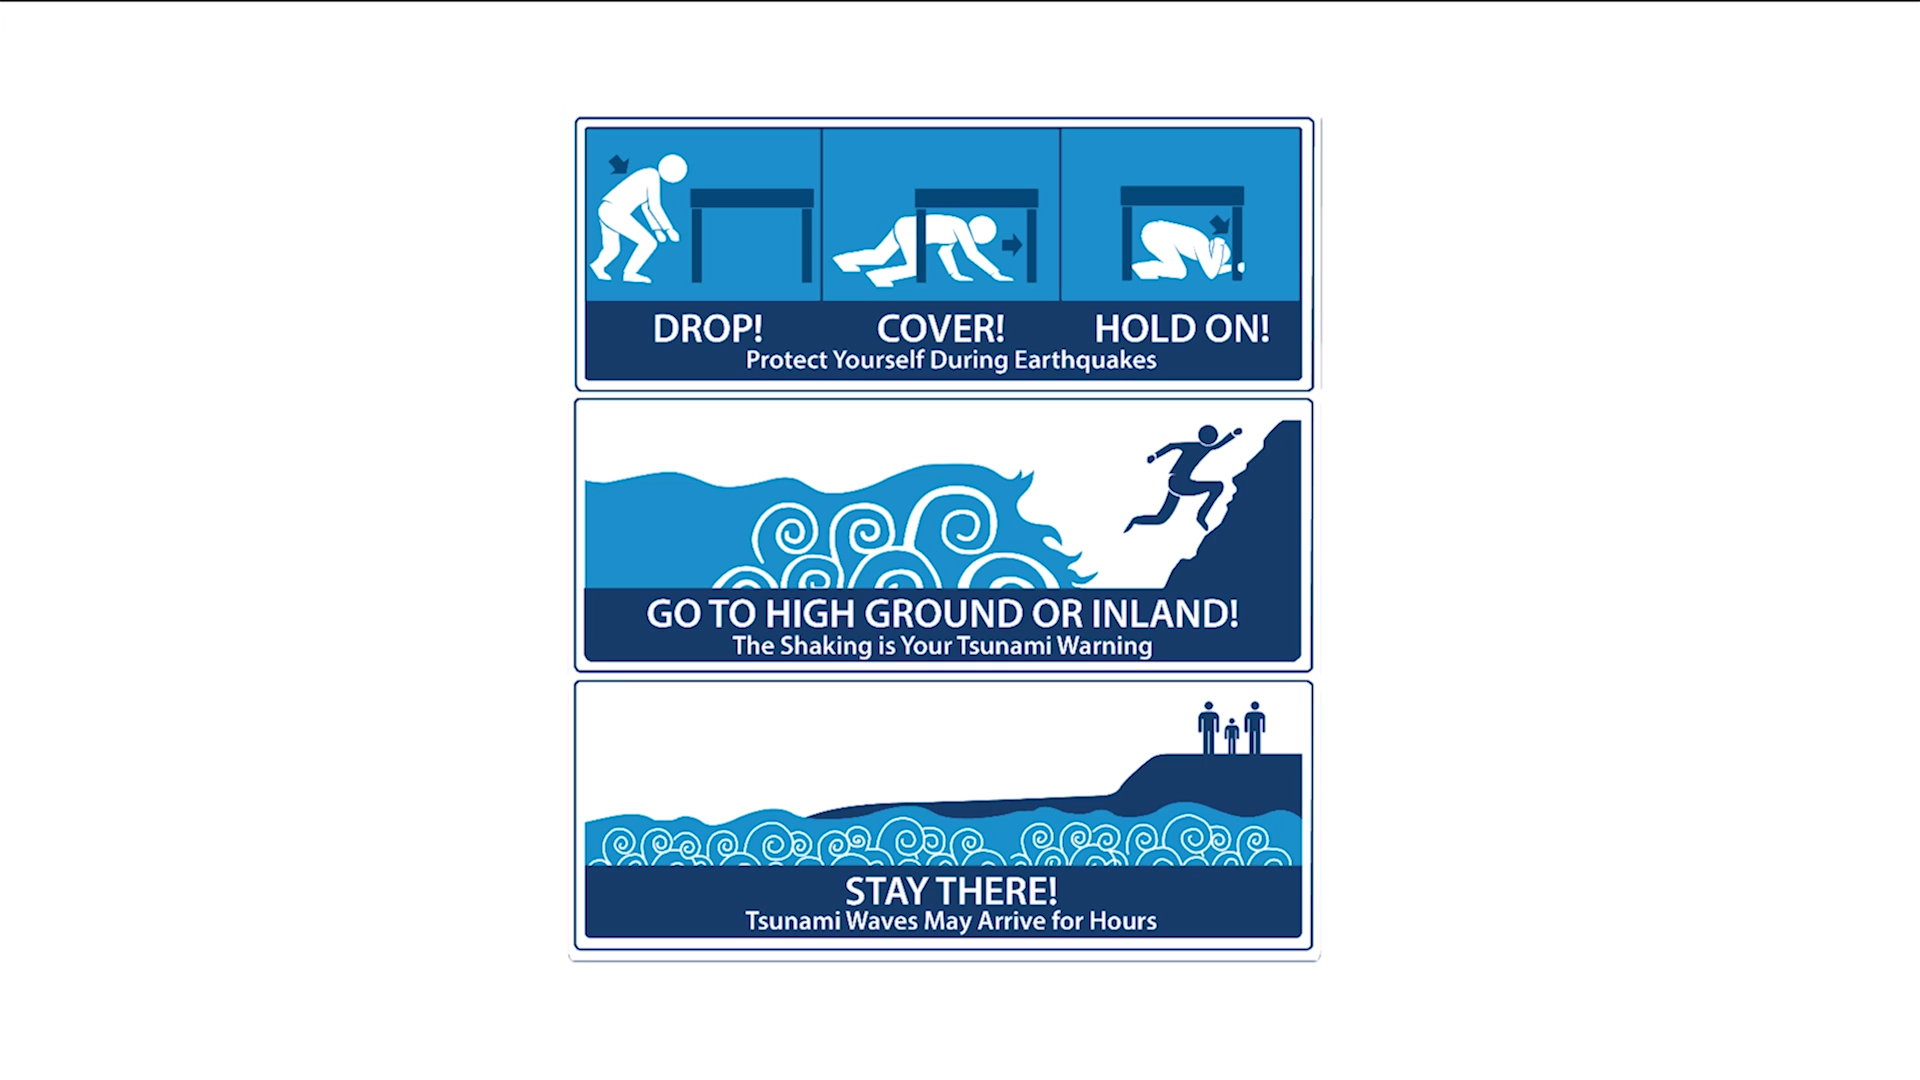 DROP! COVER! HOLD ON!
Protect Yourself During Earthquakes
GO TO HIGH GROUND OR INLAND!
The Shaking is Your Tsunami Warning
STAY THERE!
Tsunami Waves May Arrive for Hours